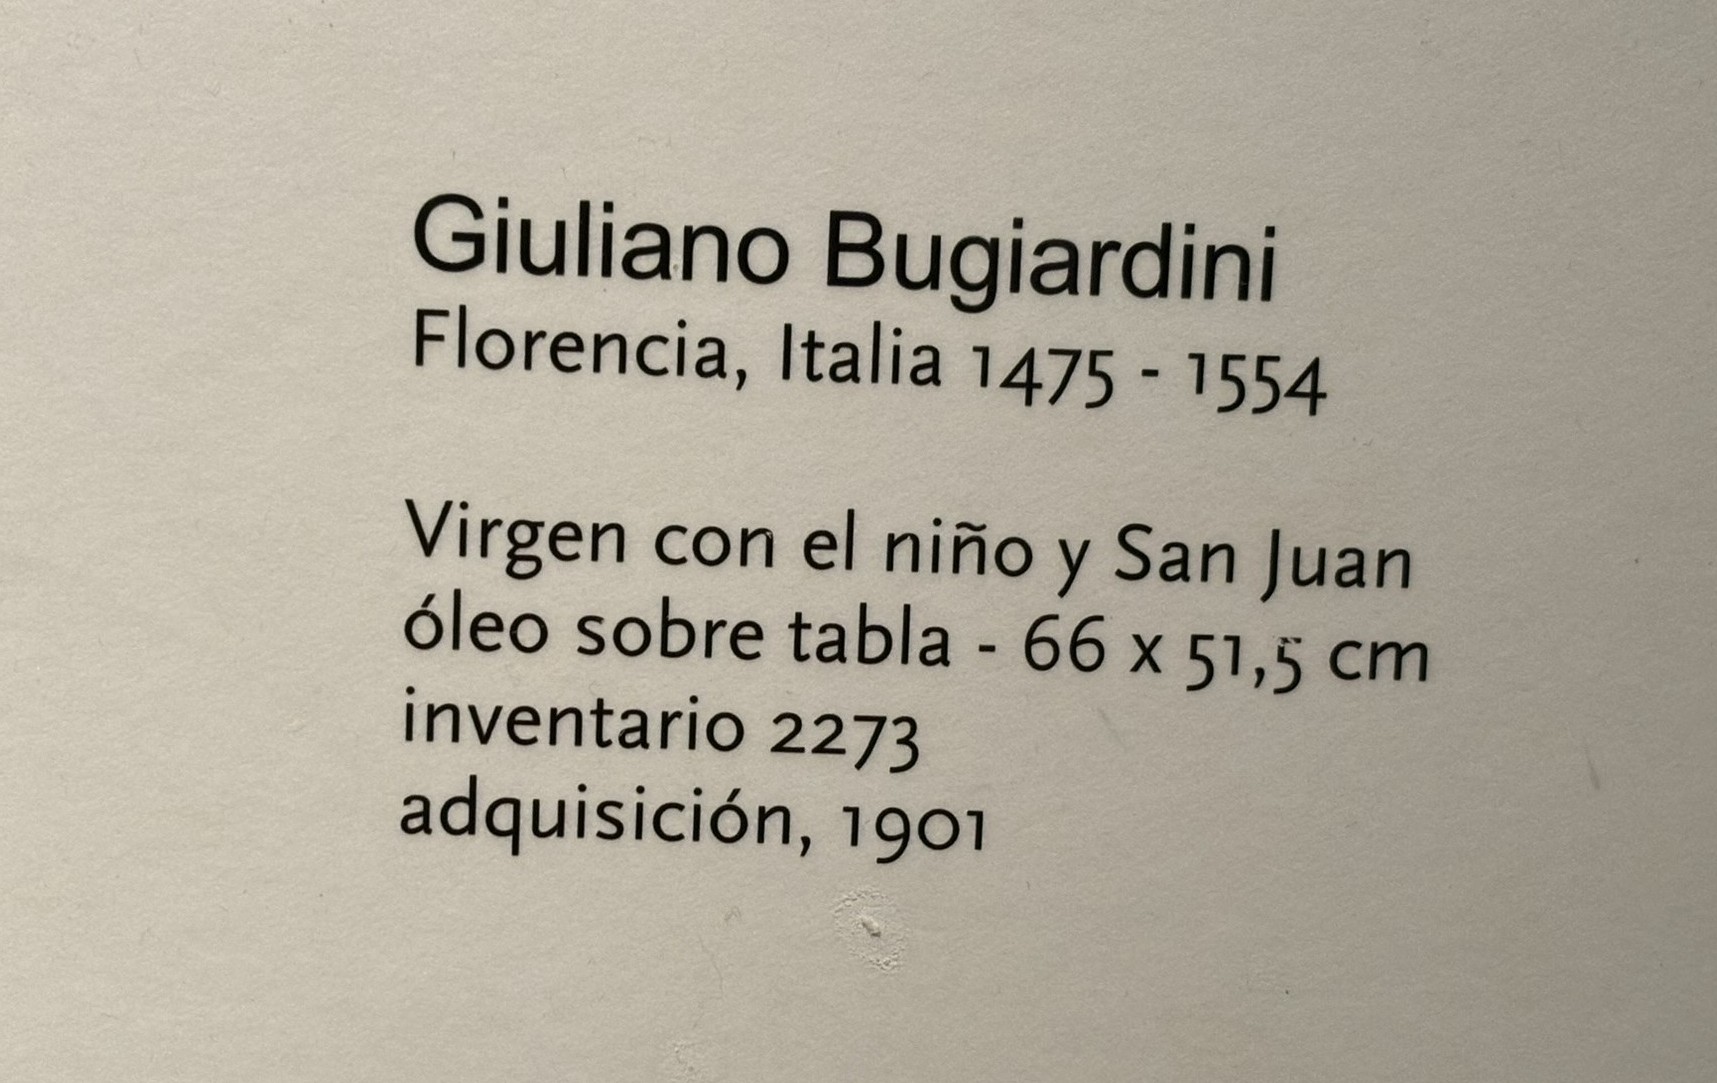 Giuliano Bugiardini
Florencia, Italia 1475 - 1554
Virgen con el niño y San Juan
óleo sobre tabla - 66 x 51,5 cm
inventario 2273
adquisición, 1901